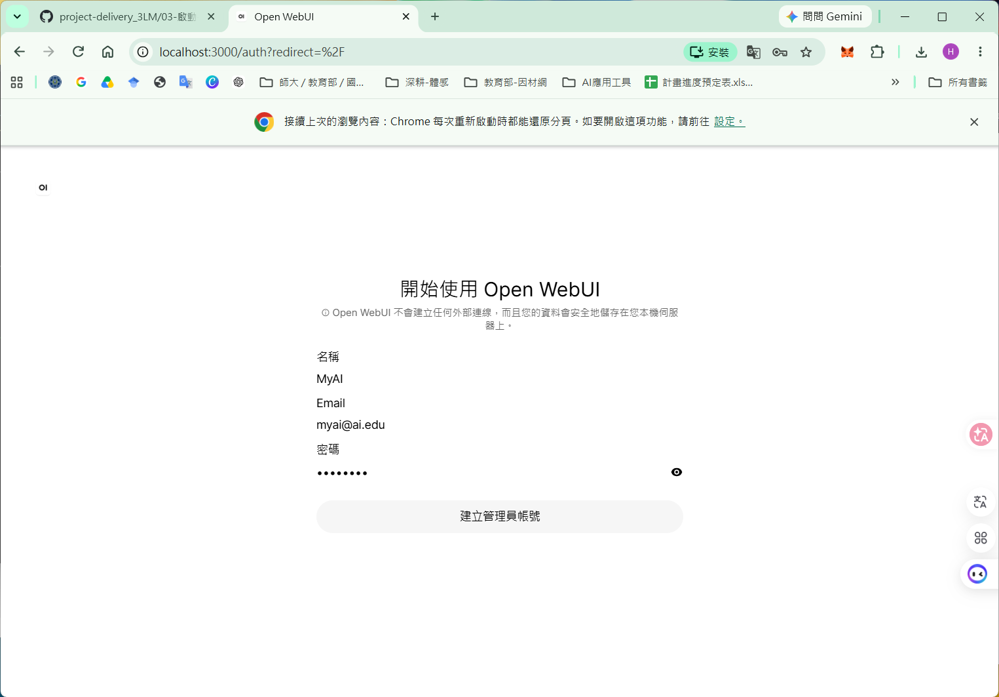 project-delivery_3LM/03-啟動
Open WebUI
問問 Gemini
localhost:3000/auth?redirect=%2F
安裝
H
師大 / 教育部 / 國...
深耕-體感
教育部-因材網
AI應用工具
計畫進度預定表.xls...
所有書籤
接續上次的瀏覽內容：Chrome 每次重新啟動時都能還原分頁。如要開啟這項功能，請前往 設定。
OI
開始使用 Open WebUI
Open WebUI 不會建立任何外部連線，而且您的資料會安全地儲存在您本機伺服
器上。
名稱
MyAI
Email
myai@ai.edu
密碼
••••••••
建立管理員帳號